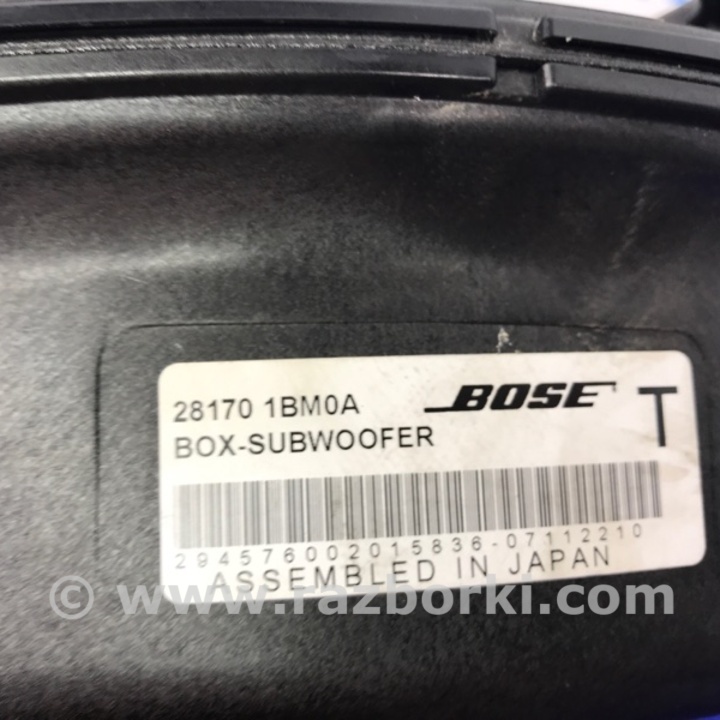 28170 1BM0A BOSE T
BOX-SUBWOOFER
294576002015836-07112210
ASSEMBLED IN JAPAN
© www.razborki.com